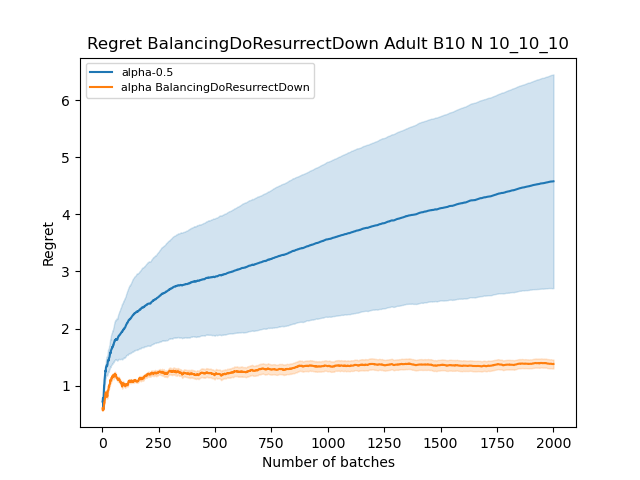 Regret BalancingDoResurrectDown Adult B10 N 10_10_10
alpha-0.5
alpha BalancingDoResurrectDown
Regret
6
5
4
3
2
1
0 250 500 750 1000 1250 1500 1750 2000
Number of batches